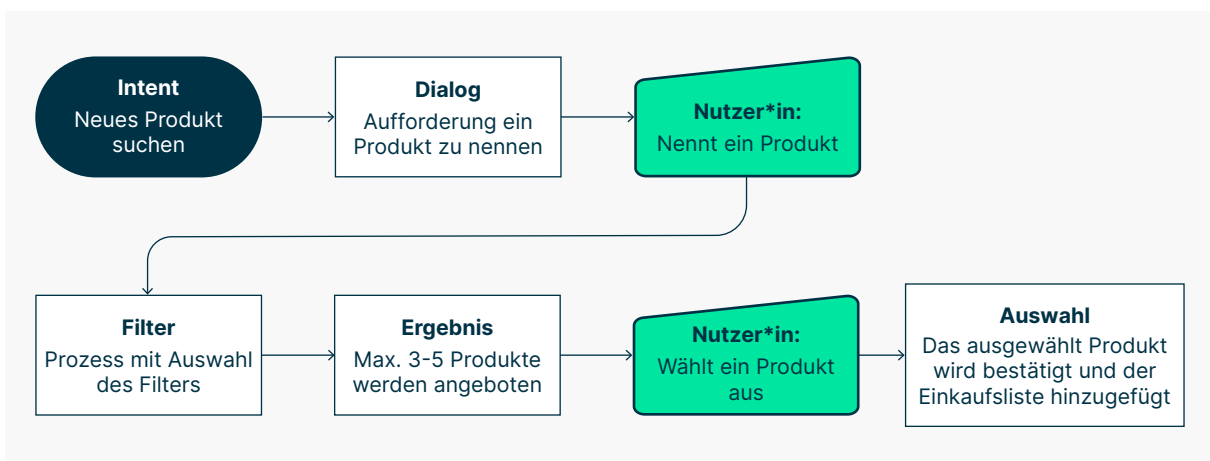 Intent
Neues Produkt
suchen
Dialog
Aufforderung ein
Produkt zu nennen
Nutzer*in:
Nennt ein Produkt
Filter
Prozess mit Auswahl
des Filters
Ergebnis
Max. 3-5 Produkte
werden angeboten
Nutzer*in:
Wählt ein Produkt
aus
Auswahl
Das ausgewählt Produkt
wird bestätigt und der
Einkaufsliste hinzugefügt